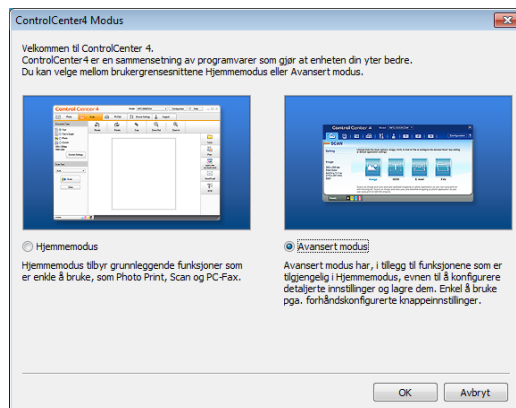 ControlCenter4 Modus
Velkommen til ControlCenter 4.
ControlCenter4 er en sammensetning av programvarer som gjør at enheten din yter bedre.
Du kan velge mellom brukergrensesnittene Hjemmemodus eller Avansert modus.
Control Center 4
Control Center 4
SCAN
Hjemmemodus
Hjemmemodus tilbyr grunnleggende funksjoner som
er enkle å bruke, som Photo Print, Scan og PC-Fax.
Avansert modus
Avansert modus har, i tillegg til funksjonene som er
tilgjengelig i Hjemmemodus, evnen til å konfigurere
detaljerte innstillinger og lagre dem. Enkel å bruke
pga. forhåndskonfigurerte knappeinnstillinger.
OK
Avbryt